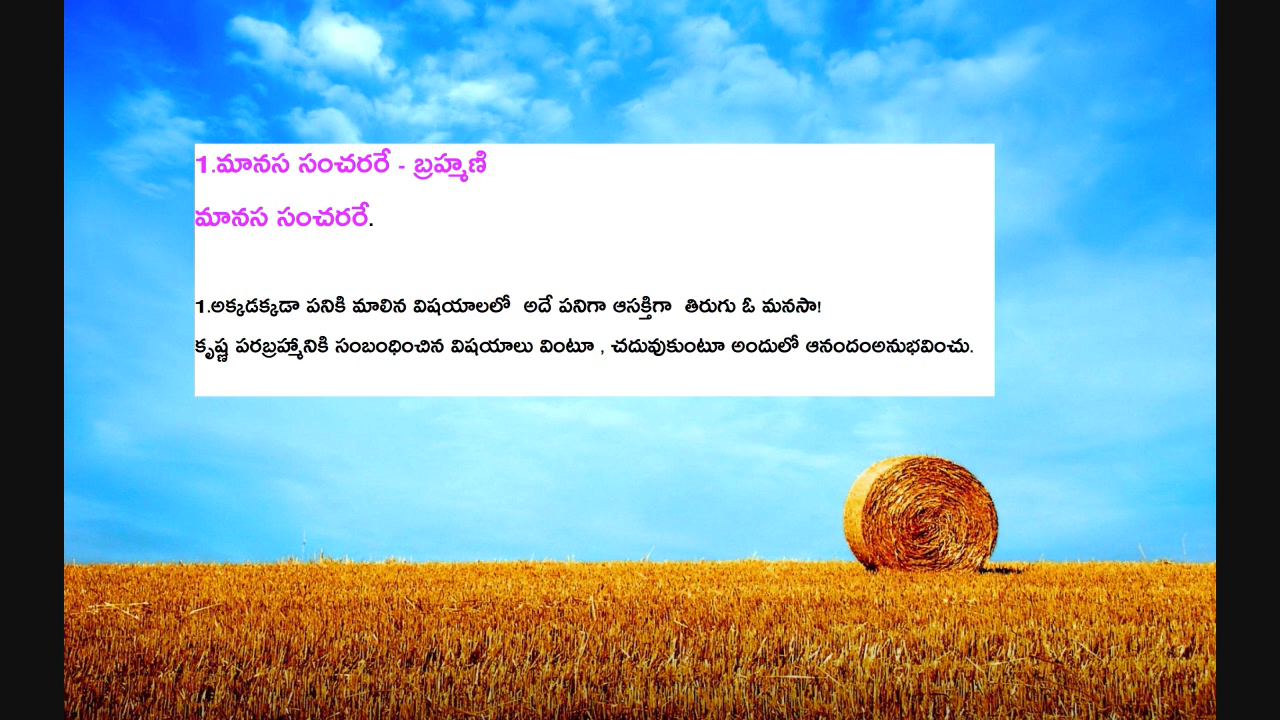 1.మానస సంచరరే - బ్రహ్మణి
మానస సంచరరే.
1.అక్కడక్కడా పనికి మాలిన విషయాలలో అదే పనిగా ఆసక్తిగా తిరుగు ఓ మనసా!
కృష్ణ పరబ్రహ్మానికి సంబంధించిన విషయాలు వింటూ , చదువుకుంటూ అందులో ఆనందంఅనుభవించు.